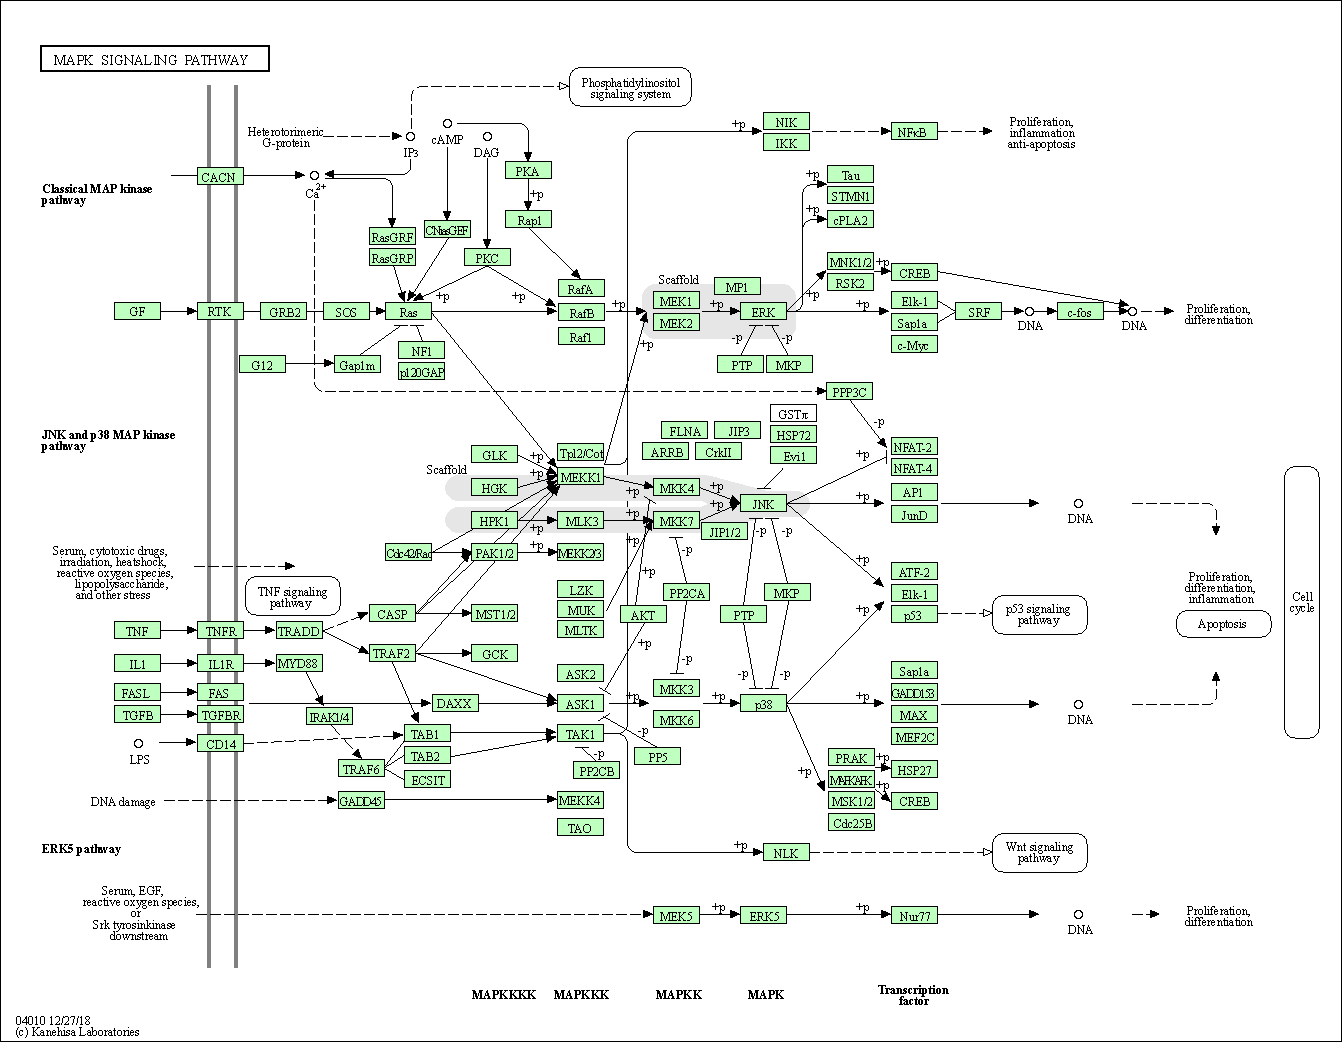 MAPK SIGNALING PATHWAY
Phosphatidylinositol
signaling system
Heterotorimeric
G-protein
IP3
cAMP
DAG
+p
NIK
IKK
NFκB
Proliferation,
inflammation
anti-apoptosis
Classical MAP kinase
pathway
CACN
Ca2+
PKA
+p
Rap1
+p
Tau
STMN1
+p
cPLA2
RasGRF
RasGRP
CNrasGEF
PKC
MNK1/2
RSK2
+p
+p
CREB
Scaffold
MP1
RafA
RafB
Raf1
GF
RTK
GRB2
SOS
Ras
+p
+p
+p
MEK1
MEK2
+p
ERK
+p
Elk-1
Sap1a
c-Myc
SRF
DNA
c-fos
DNA
Proliferation,
differentiation
G12
Gap1m
NF1
p120GAP
+p
-p
-p
PTP
MKP
PPP3C
-p
JNK and p38 MAP kinase
pathway
GSTπ
HSP72
Evi1
FLNA
JIP3
ARRB
CrkII
NFAT-2
NFAT-4
Scaffold
GLK
HGK
HPK1
+p
+p
+p
Tpl2/Cot
MEKK1
MLK3
+p
+p
MKK4
MKK7
+p
+p
JNK
JIP1/2
+p
+p
AP1
JunD
DNA
Cdc42/Rac
PAK1/2
+p
MEKK2/3
+p
-p
-p
-p
+p
Serum, cytotoxic drugs,
irradiation, heatshock,
reactive oxygen species,
lipopolysaccharide,
and other stress
TNF signaling
pathway
LZK
MUK
MLTK
+p
AKT
+p
PP2CA
-p
MKP
PTP
-p
-p
ATF-2
Elk-1
p53
+p
p53 signaling
pathway
Proliferation,
differentiation,
inflammation
Apoptosis
Cell
cycle
CASP
MST1/2
TNF
TNFR
TRADD
TRAF2
GCK
IL1
IL1R
MYD88
ASK2
FASL
FAS
DAXX
ASK1
+p
MKK3
MKK6
+p
p38
+p
Sap1a
GADD153
MAX
MEF2C
DNA
TGFB
TGFBR
IRAK1/4
TAB1
TAK1
-p
LPS
CD14
TAB2
-p
PP5
TRAF6
ECSIT
PP2CB
+p
PRAK
MAPKAPK
MSK1/2
Cdc25B
+p
+p
HSP27
CREB
DNA damage
GADD45
MEKK4
TAO
ERK5 pathway
+p
NLK
Wnt signaling
pathway
Serum, EGF,
reactive oxygen species,
or
Srk tyrosinkinase
downstream
MEK5
+p
ERK5
+p
Nur77
DNA
Proliferation,
differentiation
MAPKKKK
MAPKKK
MAPKK
MAPK
Transcription
factor
04010 12/27/18
(c) Kanehisa Laboratories